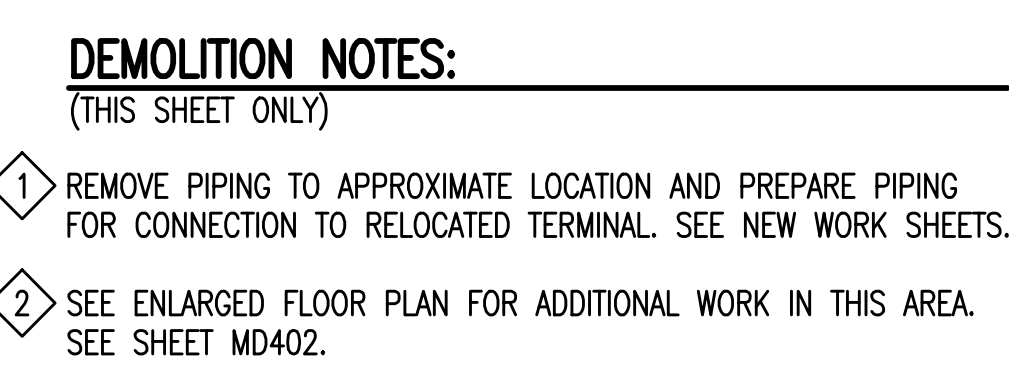 DEMOLITION NOTES:
(THIS SHEET ONLY)
1 REMOVE PIPING TO APPROXIMATE LOCATION AND PREPARE PIPING
FOR CONNECTION TO RELOCATED TERMINAL. SEE NEW WORK SHEETS.
2 SEE ENLARGED FLOOR PLAN FOR ADDITIONAL WORK IN THIS AREA.
SEE SHEET MD402.